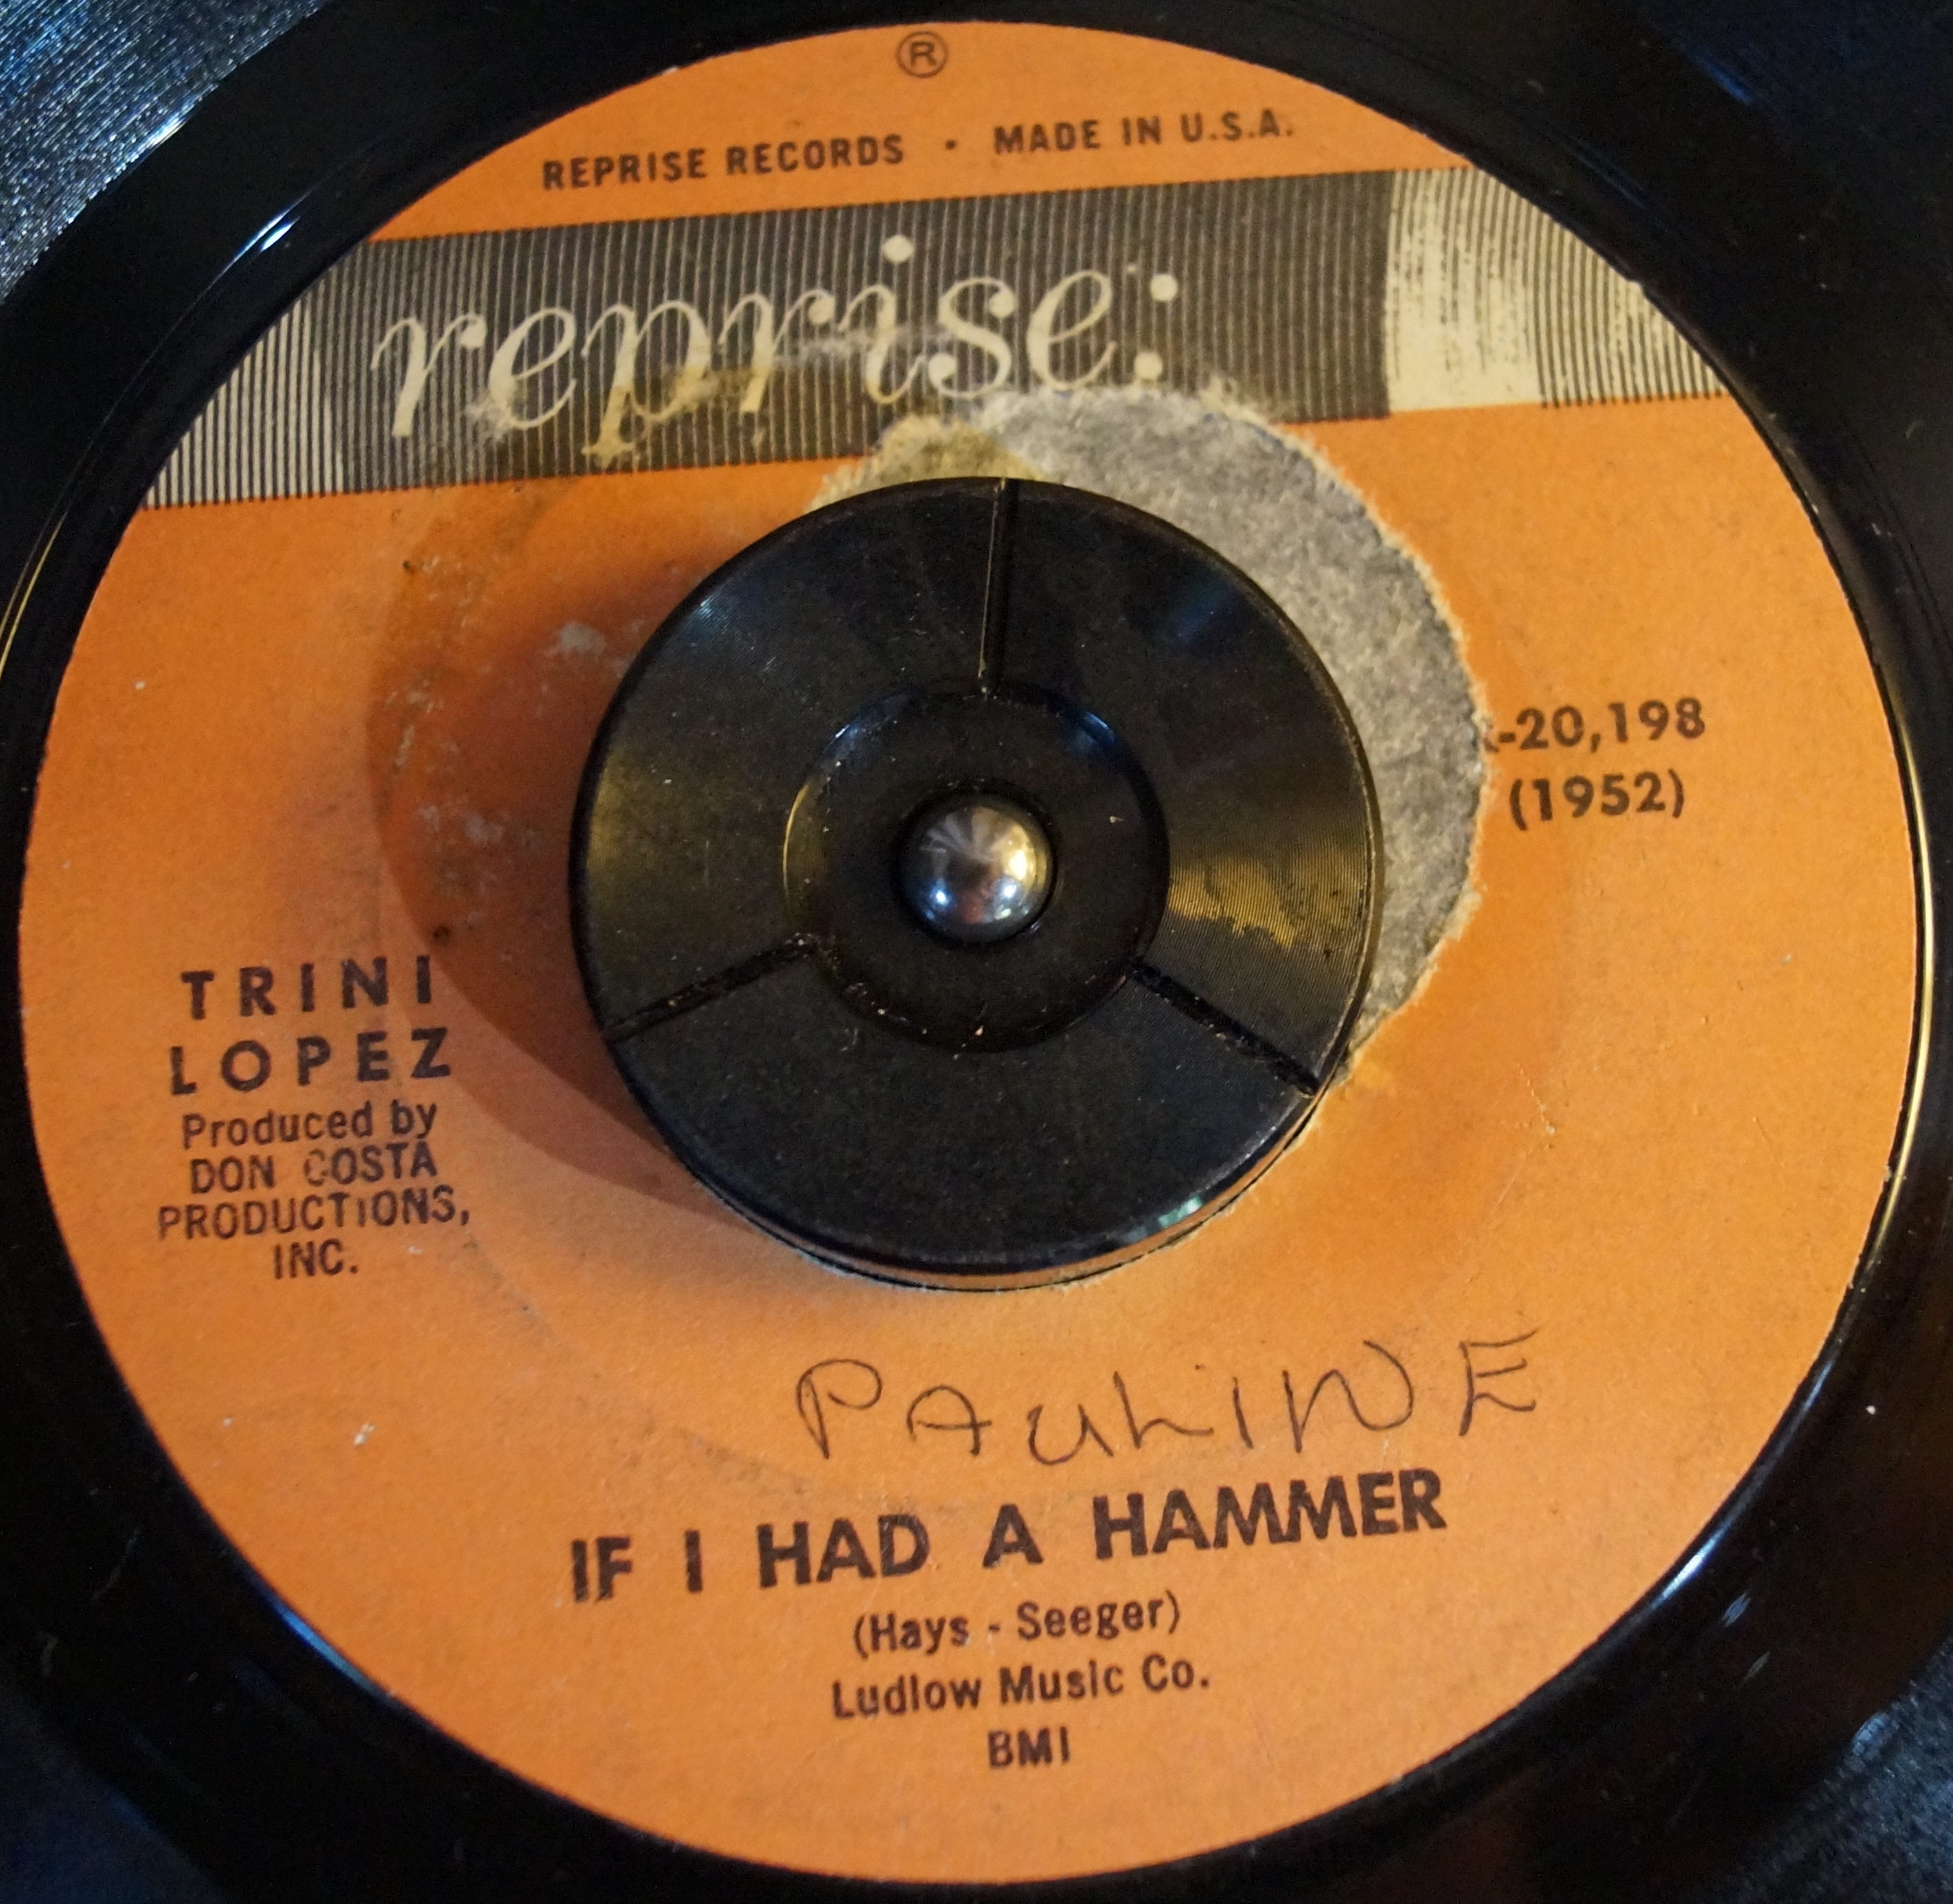 ®
REPRISE RECORDS • MADE IN U.S.A.
reprise:
-20,198
(1952)
TRINI
LOPEZ
Produced by
DON COSTA
PRODUCTIONS,
INC.
PAULINE
IF I HAD A HAMMER
(Hays - Seeger)
Ludlow Music Co.
BMI